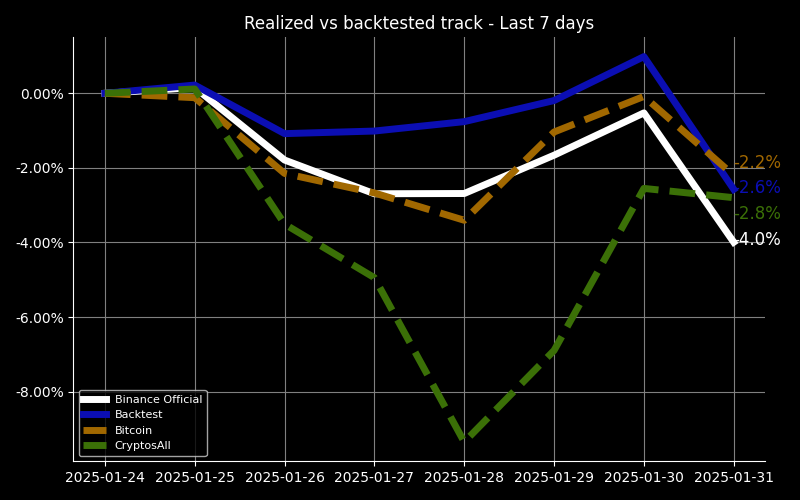 Realized vs backtested track - Last 7 days
0.00%
-2.00%
-4.00%
-6.00%
-8.00%
-2.2%
-2.6%
-2.8%
-4.0%
Binance Official
Backtest
Bitcoin
CryptosAll
2025-01-24 2025-01-25 2025-01-26 2025-01-27 2025-01-28 2025-01-29 2025-01-30 2025-01-31